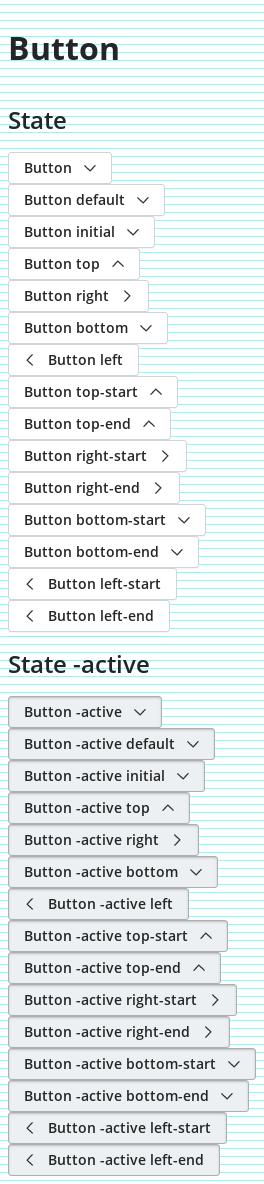 Button
State
Button
Button default
Button initial
Button top
Button right
Button bottom
Button left
Button top-start
Button top-end
Button right-start
Button right-end
Button bottom-start
Button bottom-end
Button left-start
Button left-end
State -active
Button -active
Button -active default
Button -active initial
Button -active top
Button -active right
Button -active bottom
Button -active left
Button -active top-start
Button -active top-end
Button -active right-start
Button -active right-end
Button -active bottom-start
Button -active bottom-end
Button -active left-start
Button -active left-end